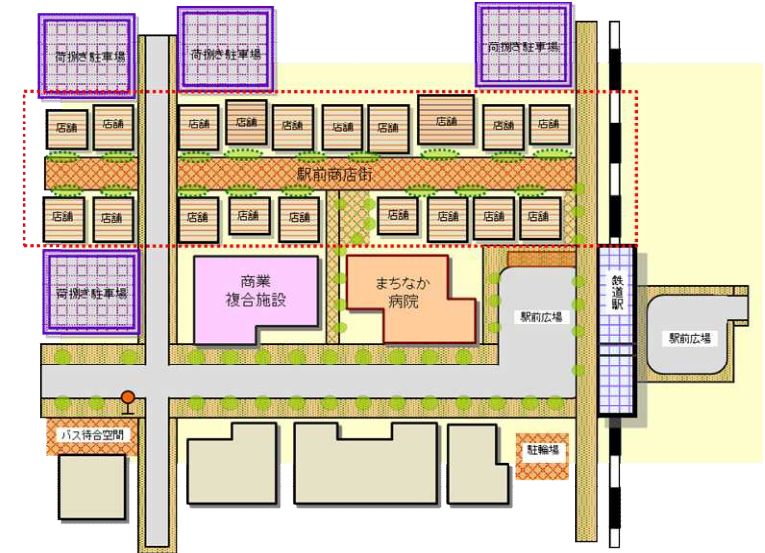 荷捌き駐車場
荷捌き駐車場
荷捌き駐車場
店舗
店舗
店舗
店舗
店舗
店舗
店舗
店舗
店舗
店舗
駅前商店街
店舗
店舗
店舗
店舗
店舗
店舗
店舗
店舗
店舗
荷捌き駐車場
商業
複合施設
まちなか
病院
駅前広場
鉄道駅
駅前広場
バス待合空間
駐輪場